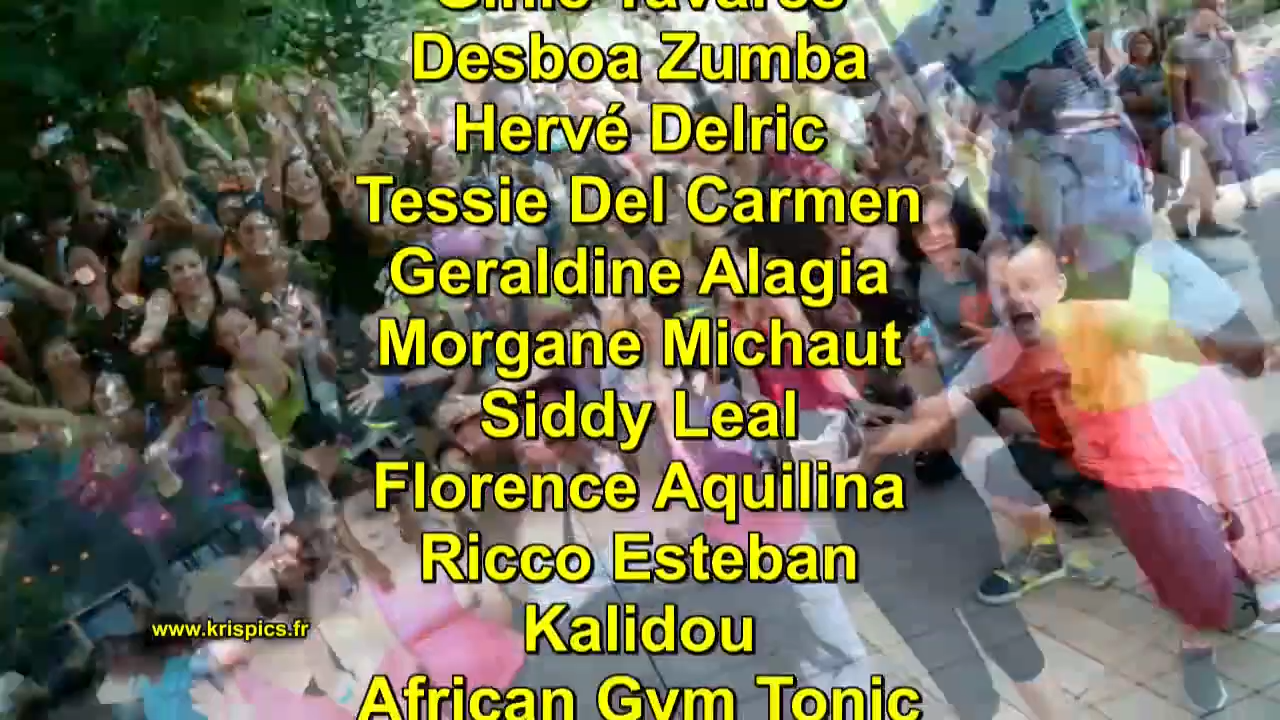 Tavares
Desboa Zumba
Hervé Delric
Tessie Del Carmen
Geraldine Alagia
Morgane Michaut
Siddy Leal
Florence Aquilina
Ricco Esteban
Kalidou
www.krispics.fr
African Gym Tonic